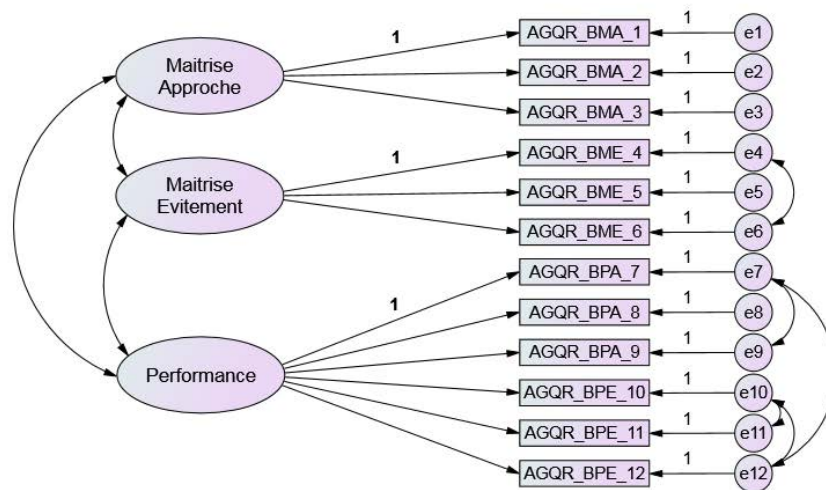 Maitrise
Approche
Maitrise
Evitement
Performance
1
1
1
AGQR_BMA_1
1
e1
AGQR_BMA_2
1
e2
AGQR_BMA_3
1
e3
AGQR_BME_4
1
e4
AGQR_BME_5
1
e5
AGQR_BME_6
1
e6
AGQR_BPA_7
1
e7
AGQR_BPA_8
1
e8
AGQR_BPA_9
1
e9
AGQR_BPE_10
1
e10
AGQR_BPE_11
1
e11
AGQR_BPE_12
1
e12